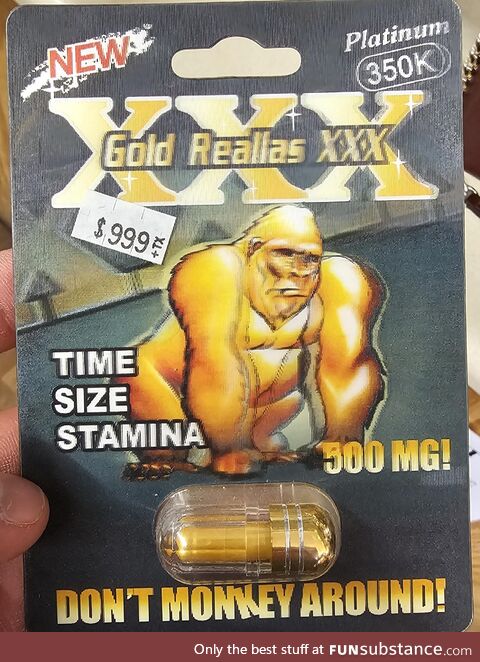 NEW
Platinum
350K
XXX
Gold Reallas XXX
$999 +TX
TIME
SIZE
STAMINA
500 MG!
DON'T MONKEY AROUND!
Only the best stuff at FUNsubstance.com